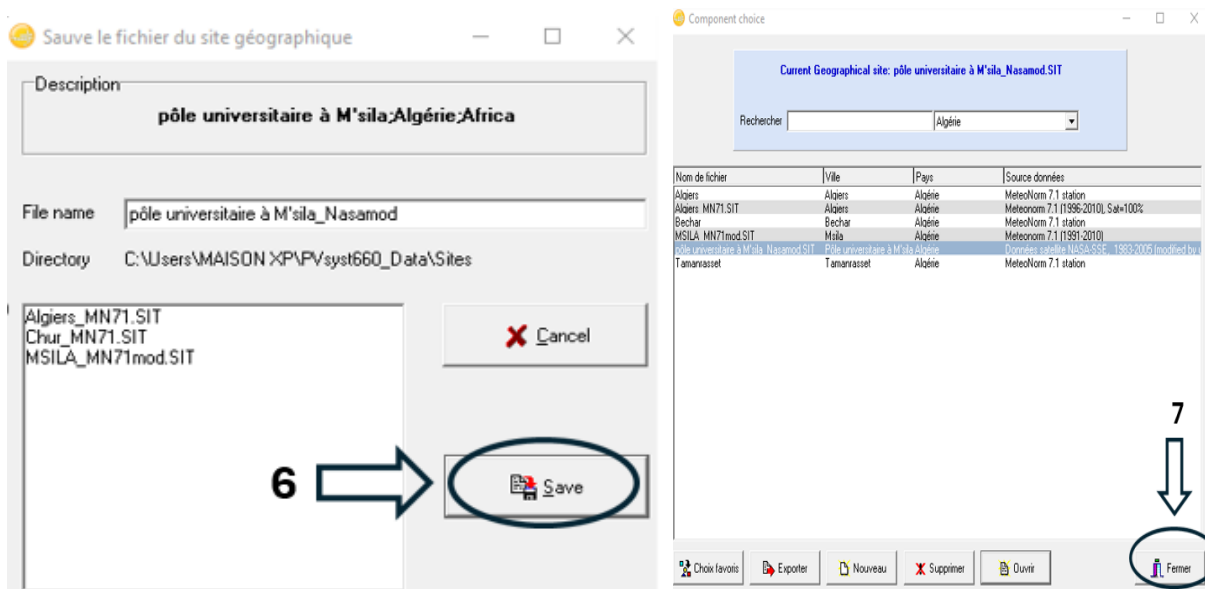 Sauve le fichier du site géographique
Description
pôle universitaire à M'sila;Algérie;Africa
File name pôle universitaire à M'sila_Nasamod
Directory C:\Users\MAISON XP\PVsyst660_Data\Sites
Algiers_MN71.SIT
Chur_MN71.SIT
MSILA_MN71mod.SIT
Cancel
6
Save
Component choice
Current Geographical site: pôle universitaire à M'sila_Nasamod.SIT
Rechercher Algérie
Nom de fichier Ville Pays Source données
Algiers Algiers Algérie MeteoNorm 7.1 station
Algiers_MN71.SIT Algiers Algérie Meteonorm 7.1 (1996-2010), Sat=100%
Bechar Bechar Algérie MeteoNorm 7.1 station
MSILA_MN71mod.SIT Msila Algérie Meteonorm 7.1 (1991-2010)
pôle universitaire à M'sila_Nasamod.SIT Pôle universitaire à M'sila Algérie Données satellite NASA-SSE, 1983-2005 (modified by u
Tamanrasset Tamanrasset Algérie MeteoNorm 7.1 station
7
Choix favoris Exporter Nouveau Supprimer Ouvrir Fermer